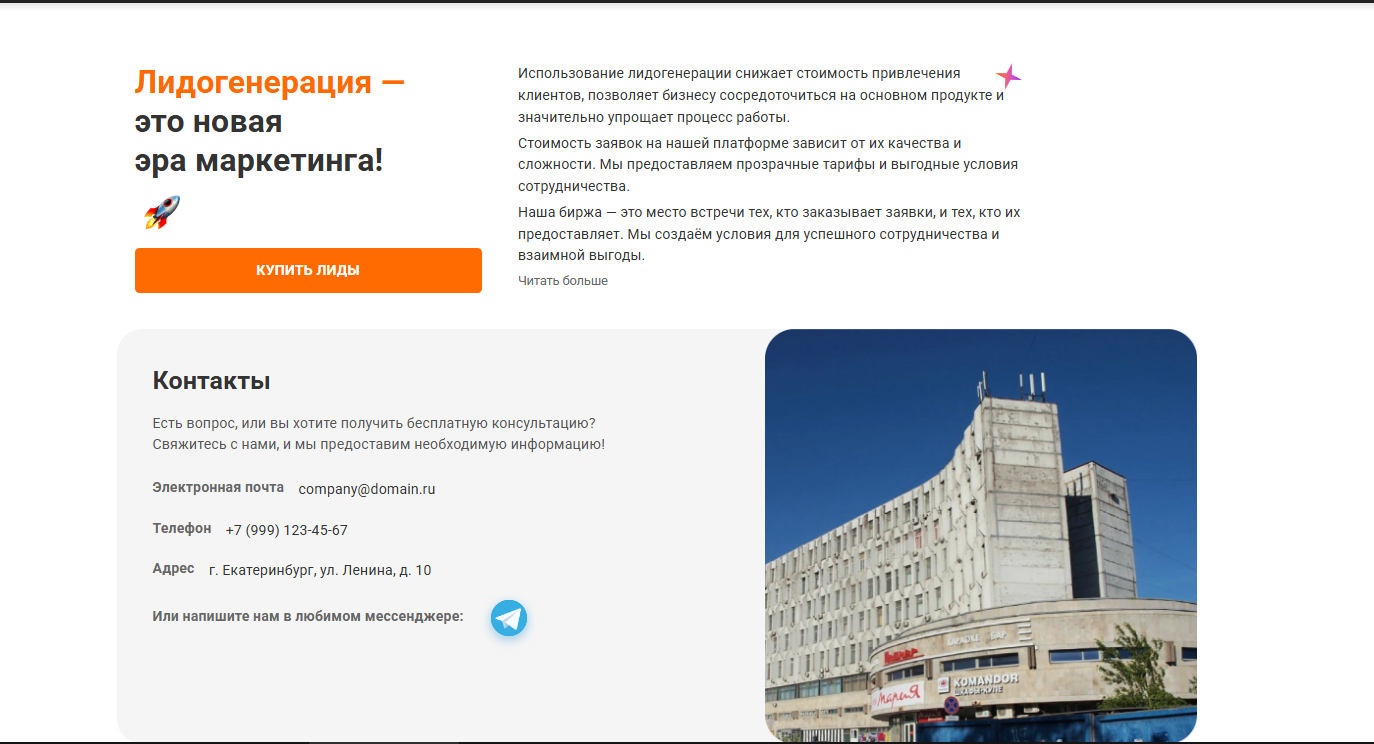 Лидогенерация —
это новая
эра маркетинга!
КУПИТЬ ЛИДЫ
Использование лидогенерации снижает стоимость привлечения
клиентов, позволяет бизнесу сосредоточиться на основном продукте и
значительно упрощает процесс работы.
Стоимость заявок на нашей платформе зависит от их качества и
сложности. Мы предоставляем прозрачные тарифы и выгодные условия
сотрудничества.
Наша биржа — это место встречи тех, кто заказывает заявки, и тех, кто их
предоставляет. Мы создаём условия для успешного сотрудничества и
взаимной выгоды.
Читать больше
Контакты
Есть вопрос, или вы хотите получить бесплатную консультацию?
Свяжитесь с нами, и мы предоставим необходимую информацию!
Электронная почта company@domain.ru
Телефон +7 (999) 123-45-67
Адрес г. Екатеринбург, ул. Ленина, д. 10
Или напишите нам в любимом мессенджере:
БАР
KOMANDOR
ШКАФЫ-КУПЕ
Мария